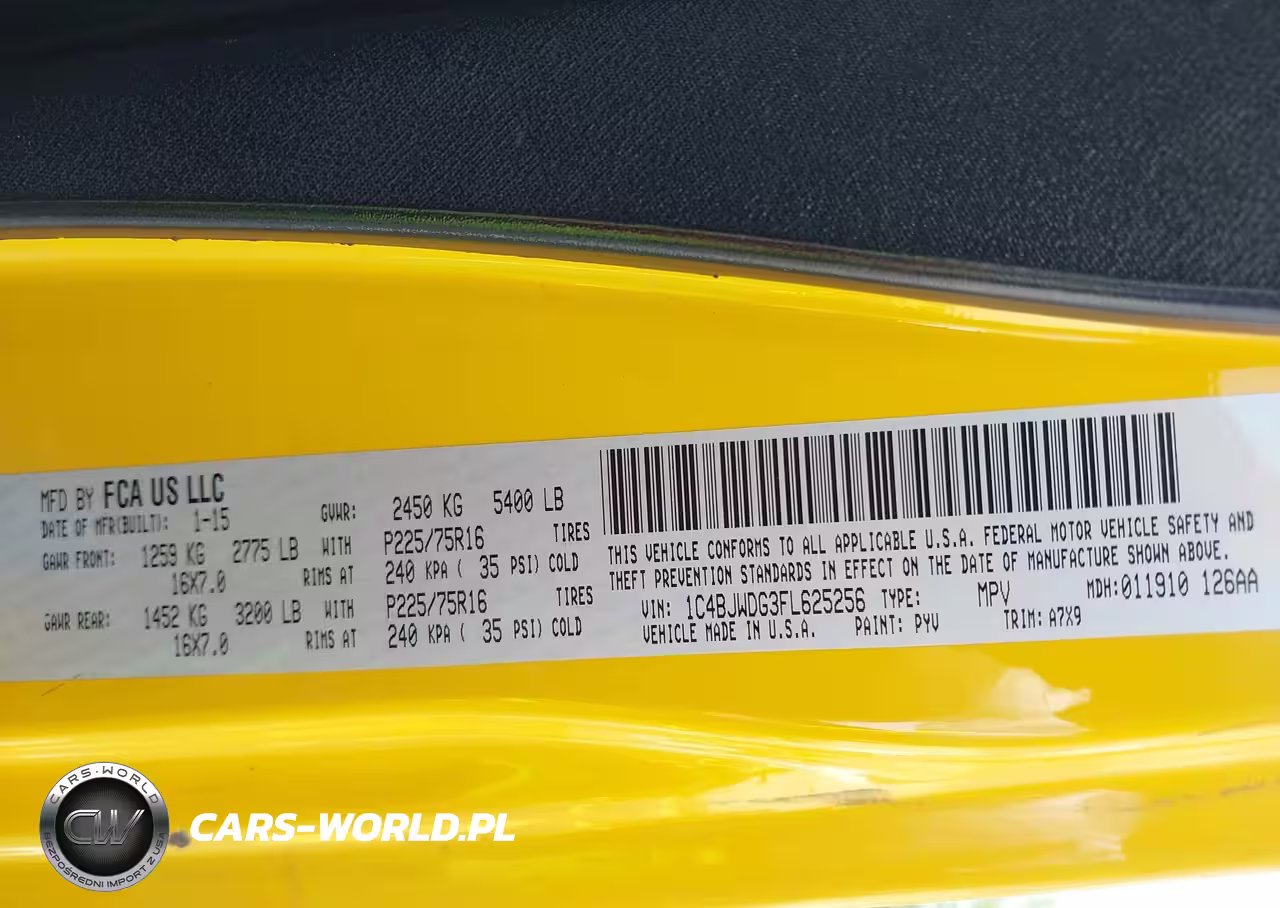 MFD BY FCA US LLC
DATE OF MFR(BUILT): 1-15
GVWR: 2450 KG 5400 LB
GAWR FRONT: 1259 KG 2775 LB WITH P225/75R16 TIRES
16X7.0 RIMS AT 240 KPA ( 35 PSI) COLD
GAWR REAR: 1452 KG 3200 LB WITH P225/75R16 TIRES
16X7.0 RIMS AT 240 KPA ( 35 PSI) COLD
THIS VEHICLE CONFORMS TO ALL APPLICABLE U.S.A. FEDERAL MOTOR VEHICLE SAFETY AND
THEFT PREVENTION STANDARDS IN EFFECT ON THE DATE OF MANUFACTURE SHOWN ABOVE.
VIN: 1C4BJWDG3FL625256 TYPE: MPV MDH:011910 126AA
VEHICLE MADE IN U.S.A. PAINT: PYV TRIM: A7X9
CARS-WORLD
CW
BEZPOŚREDNI IMPORT Z USA
CARS-WORLD.PL